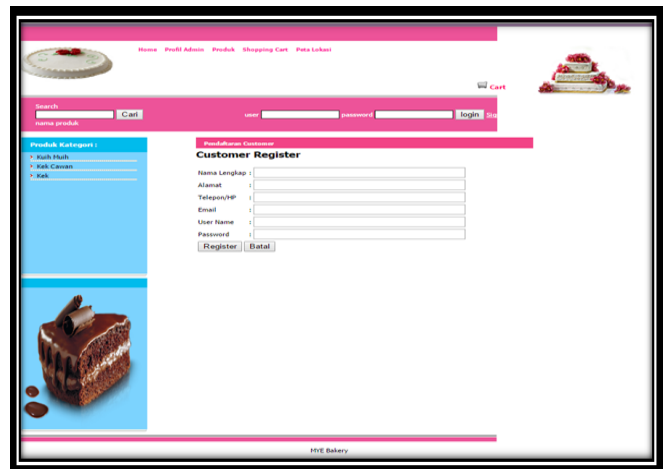 Home Profil Admin Produk Shopping Cart Peta Lokasi
Cart
Search
Cari
user
password
login
nama produk
Produk Kategori :
Kuih Muih
Kek Cawan
Kek
Pendaftaran Customer
Customer Register
Nama Lengkap :
Alamat :
Telepon/HP :
Email :
User Name :
Password :
Register Batal
MYE Bakery